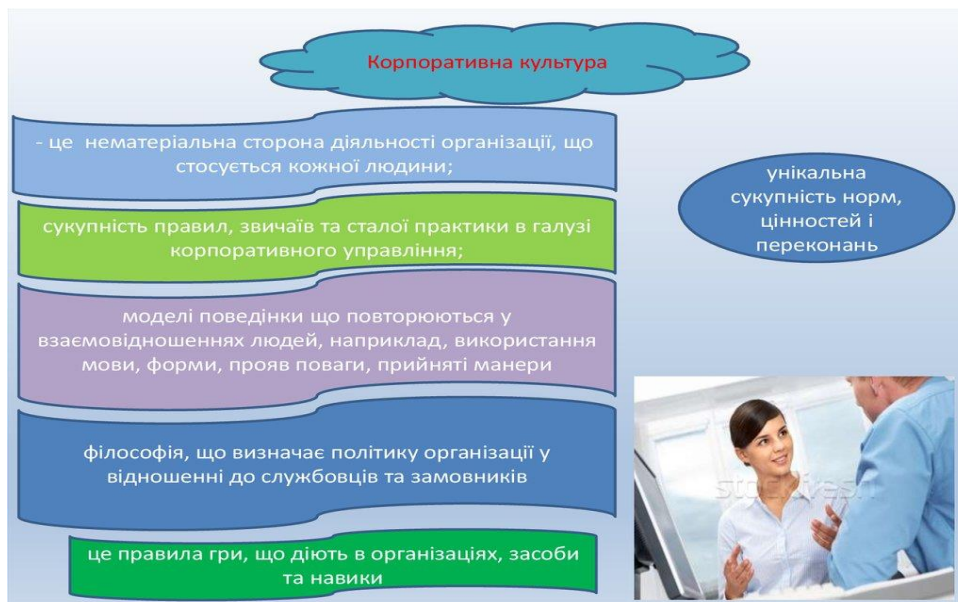 Корпоративна культура
- це нематеріальна сторона діяльності організації, що
стосується кожної людини;
сукупність правил, звичаїв та сталої практики в галузі
корпоративного управління;
моделі поведінки що повторюються у
взаємовідношеннях людей, наприклад, використання
мови, форми, прояв поваги, прийняті манери
філософія, що визначає політику організації у
відношенні до службовців та замовників
це правила гри, що діють в організаціях, засоби
та навики
унікальна
сукупність норм,
цінностей і
переконань